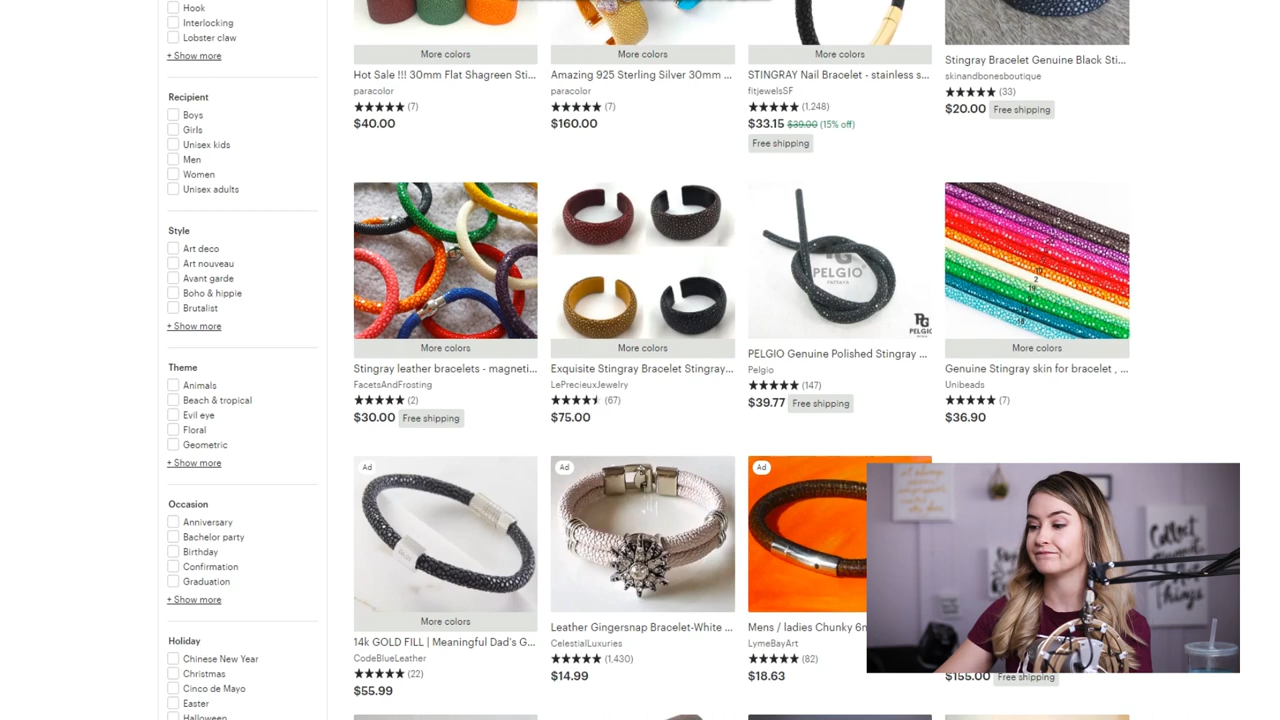 Hook
Interlocking
Lobster claw
+ Show more
Recipient
Boys
Girls
Unisex kids
Men
Women
Unisex adults
Style
Art deco
Art nouveau
Avant garde
Boho & hippie
Brutalist
+ Show more
Theme
Animals
Beach & tropical
Evil eye
Floral
Geometric
+ Show more
Occasion
Anniversary
Bachelor party
Birthday
Confirmation
Graduation
+ Show more
Holiday
Chinese New Year
Christmas
Cinco de Mayo
Easter
Halloween
More colors
Hot Sale !!! 30mm Flat Shagreen Sti...
paracolor
★★★★★ (7)
$40.00
More colors
Amazing 925 Sterling Silver 30mm ...
paracolor
★★★★★ (7)
$160.00
More colors
STINGRAY Nail Bracelet - stainless s...
fitjewelsSF
★★★★★ (1,248)
$33.15 $39.00 (15% off)
Free shipping
Stingray Bracelet Genuine Black Sti...
skinandbonesboutique
★★★★★ (33)
$20.00 Free shipping
More colors
Stingray leather bracelets - magneti...
FacetsAndFrosting
★★★★★ (2)
$30.00 Free shipping
More colors
Exquisite Stingray Bracelet Stingray...
LePrecieuxJewelry
★★★★★ (67)
$75.00
PELGIO
PATTAYA
PELGIO
PELGIO Genuine Polished Stingray ...
Pelgio
★★★★★ (147)
$39.77 Free shipping
More colors
Genuine Stingray skin for bracelet , ...
Unibeads
★★★★★ (7)
$36.90
Ad
More colors
14k GOLD FILL | Meaningful Dad's G...
CodeBlueLeather
★★★★★ (22)
$55.99
Ad
Leather Gingersnap Bracelet-White ...
CelestialLuxuries
★★★★★ (1,430)
$14.99
Ad
Mens / ladies Chunky 6n
LymeBayArt
★★★★★ (82)
$18.63
Collect
Things
$155.00 Free shipping